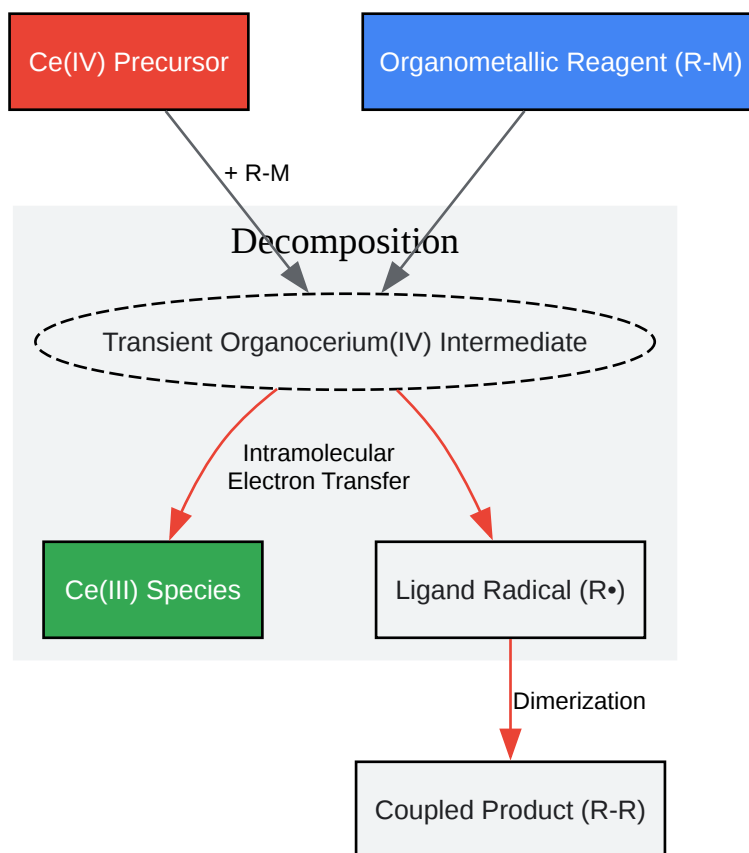 Ce(IV) Precursor
Organometallic Reagent (R-M)
+ R-M
Decomposition
Transient Organocerium(IV) Intermediate
Intramolecular
Electron Transfer
Ce(III) Species
Ligand Radical (R•)
Dimerization
Coupled Product (R-R)